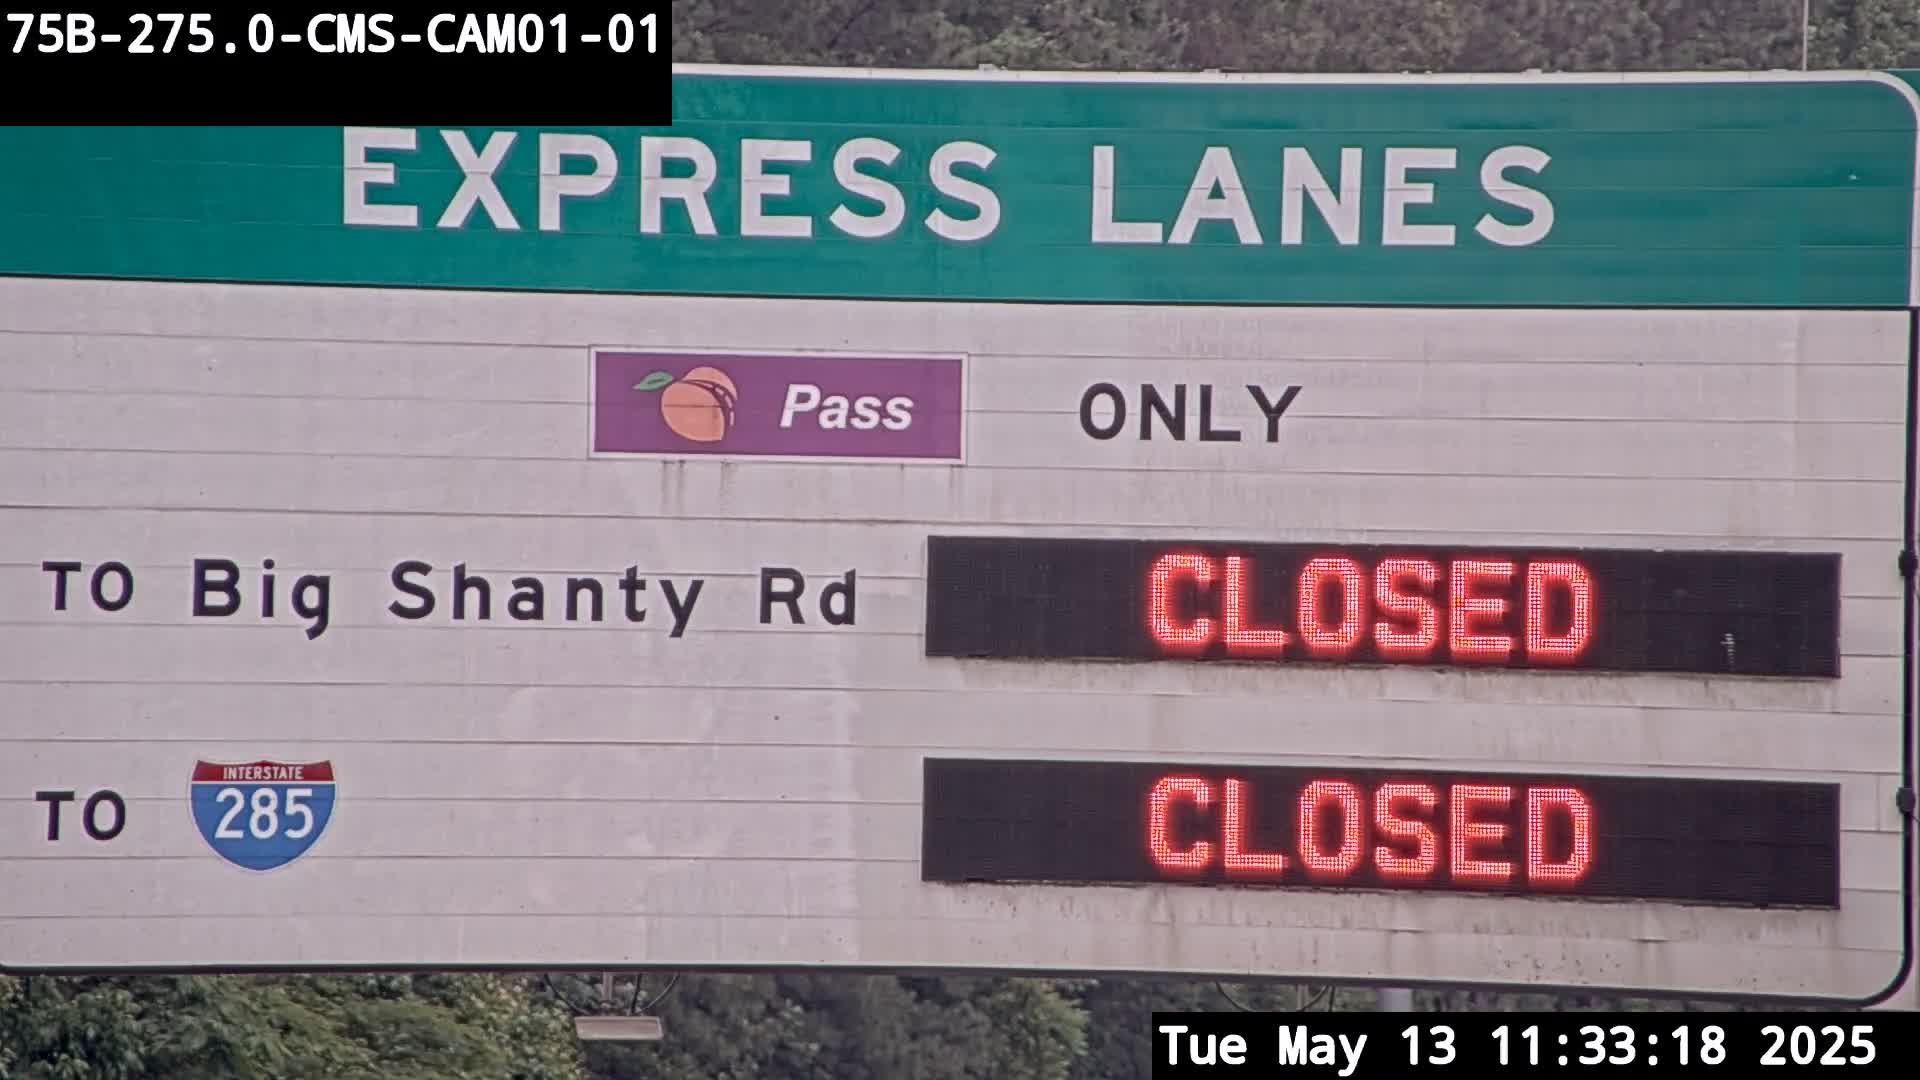 75B-275.0-CMS-CAM01-01
EXPRESS LANES
Pass ONLY
TO Big Shanty Rd CLOSED
TO INTERSTATE 285 CLOSED
Tue May 13 11:33:18 2025